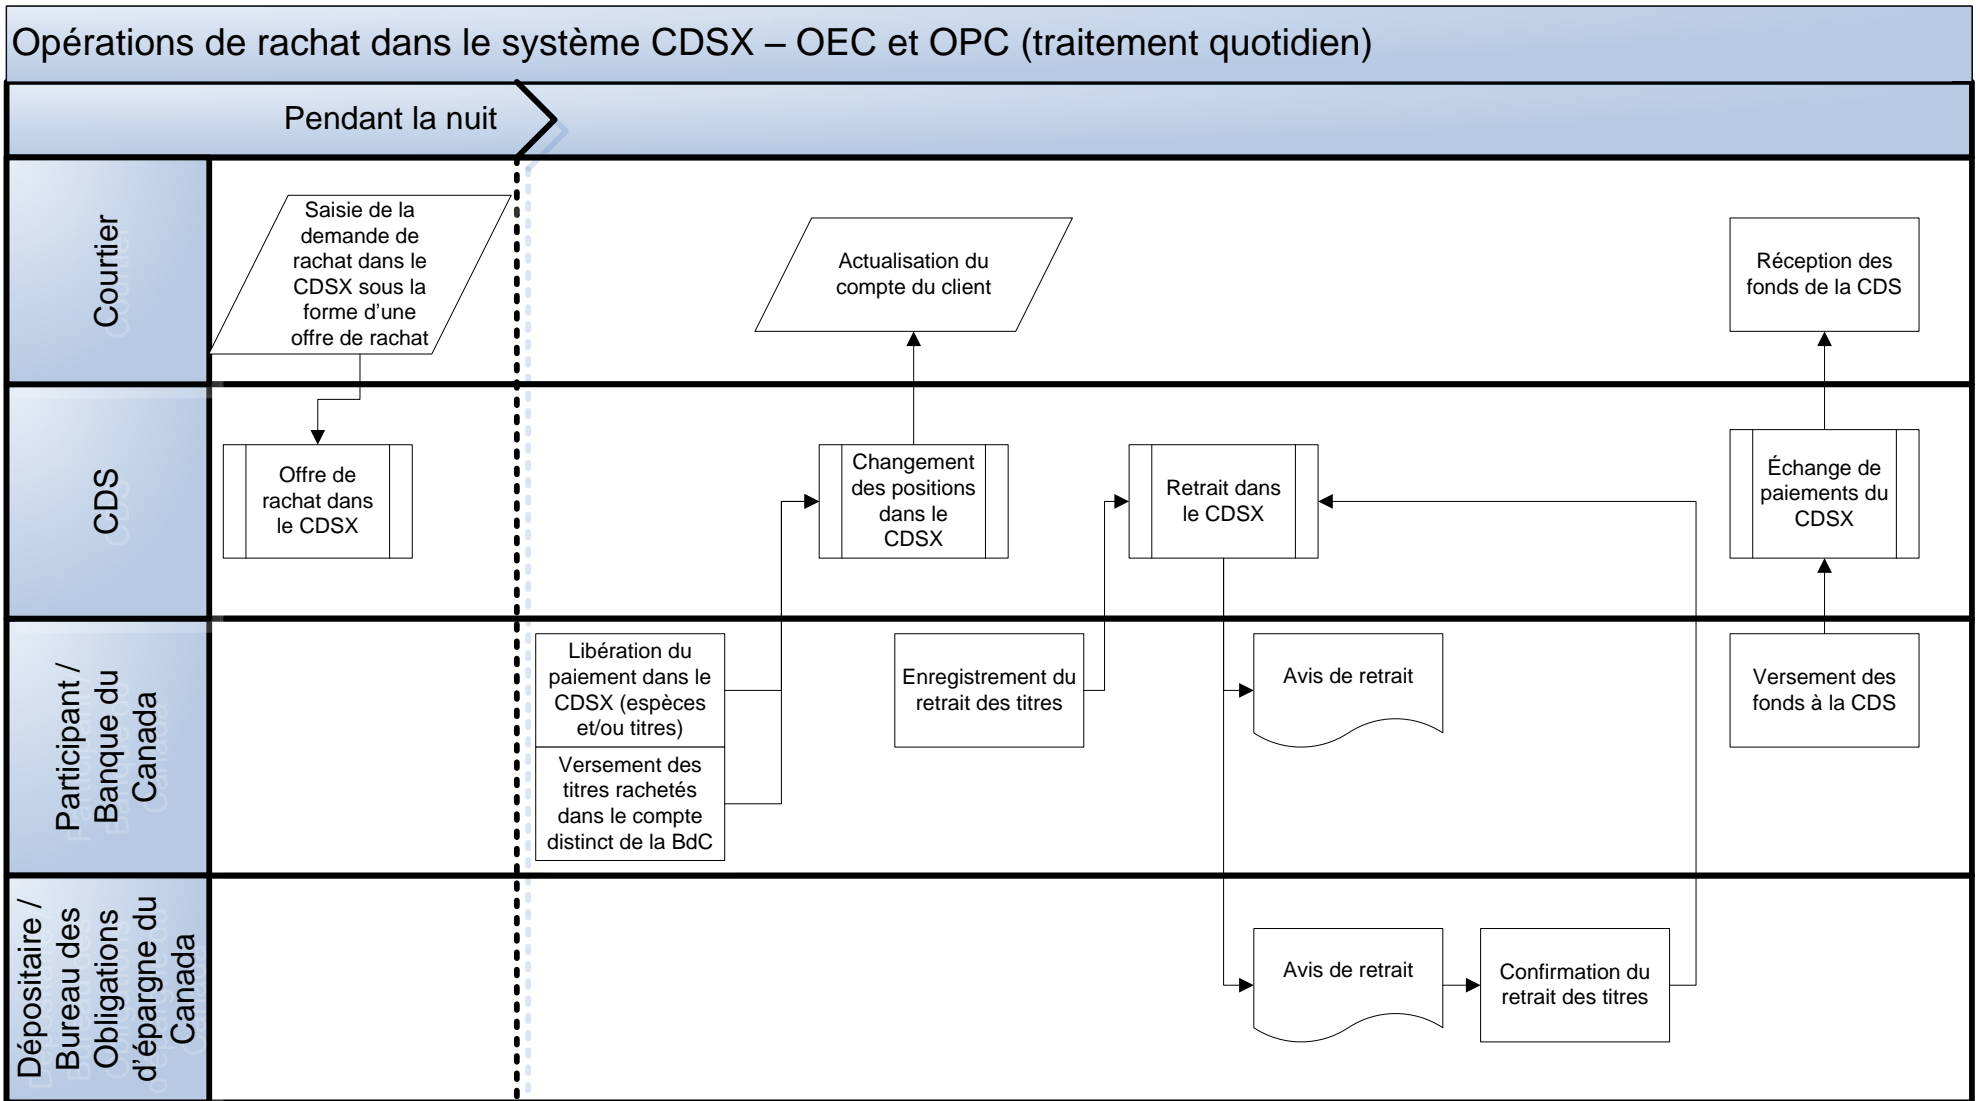 Opérations de rachat dans le système CDSX – OEC et OPC (traitement quotidien)
Pendant la nuit
Courtier
Saisie de la
demande de
rachat dans le
CDSX sous la
forme d'une
offre de rachat
Actualisation du
compte du client
Réception des
fonds de la CDS
CDS
Offre de
rachat dans
le CDSX
Changement
des positions
dans le
CDSX
Retrait dans
le CDSX
Échange de
paiements du
CDSX
Participant /
Banque du
Canada
Libération du
paiement dans le
CDSX (espèces
et/ou titres)
Versement des
titres rachetés
dans le compte
distinct de la BdC
Enregistrement du
retrait des titres
Avis de retrait
Versement des
fonds à la CDS
Dépositaire /
Bureau des
Obligations
d'épargne du
Canada
Avis de retrait
Confirmation du
retrait des titres